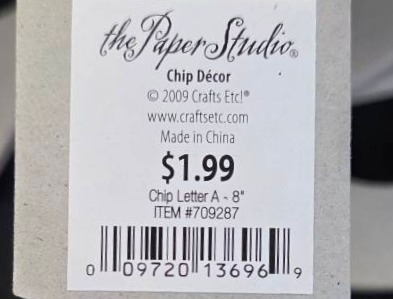 the Paper Studio®
Chip Décor
© 2009 Crafts Etc!®
www.craftsetc.com
Made in China
$1.99
Chip Letter A - 8"
ITEM #709287
0 09720 13696 9